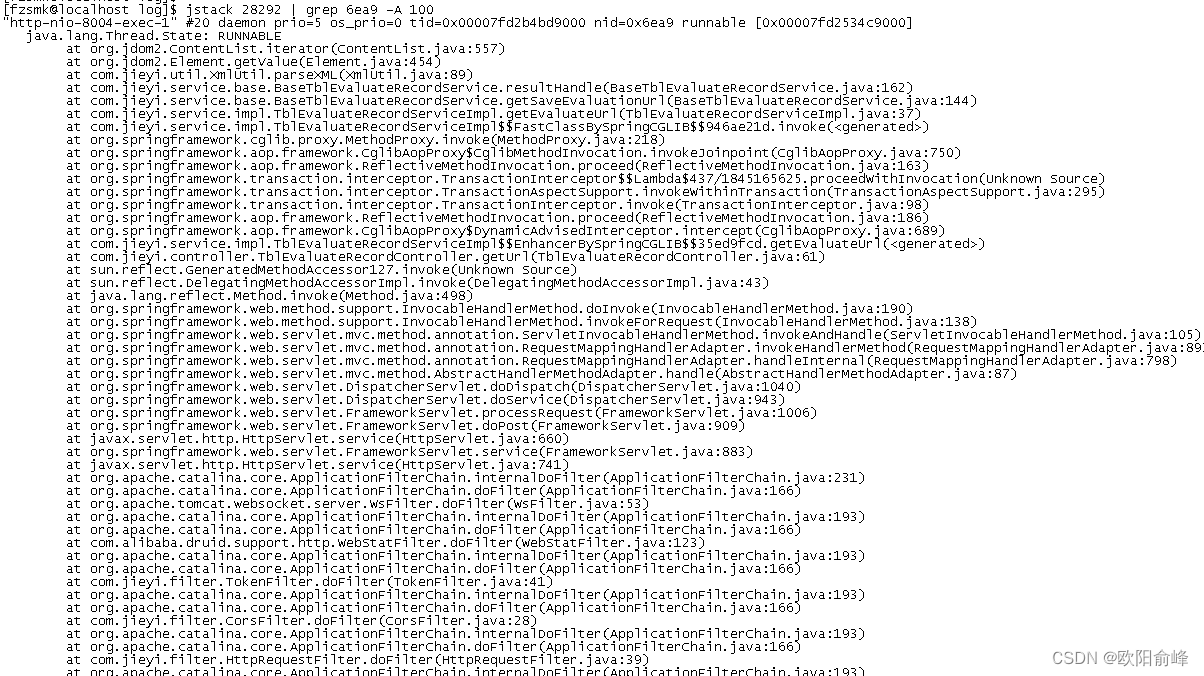 [fzsmk@localhost log]$ jstack 28292 | grep 6ea9 -A 100
"http-nio-8004-exec-1" #20 daemon prio=5 os_prio=0 tid=0x00007fd2b4bd9000 nid=0x6ea9 runnable [0x00007fd2534c9000]
java.lang.Thread.State: RUNNABLE
at org.jdom2.ContentList.iterator(ContentList.java:557)
at org.jdom2.Element.getValue(Element.java:454)
at com.jieyi.util.XmlUtil.parseXML(XmlUtil.java:89)
at com.jieyi.service.base.BaseTblEvaluateRecordService.resultHandle(BaseTblEvaluateRecordService.java:162)
at com.jieyi.service.base.BaseTblEvaluateRecordService.getSaveEvaluationUrl(BaseTblEvaluateRecordService.java:144)
at com.jieyi.service.impl.TblEvaluateRecordServiceImpl.getEvaluateUrl(TblEvaluateRecordServiceImpl.java:37)
at com.jieyi.service.impl.TblEvaluateRecordServiceImpl$$FastClassBySpringCGLIB$$946ae21d.invoke(<generated>)
at org.springframework.cglib.proxy.MethodProxy.invoke(MethodProxy.java:218)
at org.springframework.aop.framework.CglibAopProxy$CglibMethodInvocation.invokeJoinpoint(CglibAopProxy.java:750)
at org.springframework.aop.framework.ReflectiveMethodInvocation.proceed(ReflectiveMethodInvocation.java:163)
at org.springframework.transaction.interceptor.TransactionInterceptor$$Lambda$437/1845165625.proceedWithInvocation(Unknown Source)
at org.springframework.transaction.interceptor.TransactionAspectSupport.invokeWithinTransaction(TransactionAspectSupport.java:295)
at org.springframework.transaction.interceptor.TransactionInterceptor.invoke(TransactionInterceptor.java:98)
at org.springframework.aop.framework.ReflectiveMethodInvocation.proceed(ReflectiveMethodInvocation.java:186)
at org.springframework.aop.framework.CglibAopProxy$DynamicAdvisedInterceptor.intercept(CglibAopProxy.java:689)
at com.jieyi.service.impl.TblEvaluateRecordServiceImpl$$EnhancerBySpringCGLIB$$35ed9fcd.getEvaluateUrl(<generated>)
at com.jieyi.controller.TblEvaluateRecordController.getUrl(TblEvaluateRecordController.java:61)
at sun.reflect.GeneratedMethodAccessor127.invoke(Unknown Source)
at sun.reflect.DelegatingMethodAccessorImpl.invoke(DelegatingMethodAccessorImpl.java:43)
at java.lang.reflect.Method.invoke(Method.java:498)
at org.springframework.web.method.support.InvocableHandlerMethod.doInvoke(InvocableHandlerMethod.java:190)
at org.springframework.web.method.support.InvocableHandlerMethod.invokeForRequest(InvocableHandlerMethod.java:138)
at org.springframework.web.servlet.mvc.method.annotation.ServletInvocableHandlerMethod.invokeAndHandle(ServletInvocableHandlerMethod.java:105)
at org.springframework.web.servlet.mvc.method.annotation.RequestMappingHandlerAdapter.invokeHandlerMethod(RequestMappingHandlerAdapter.java:89
at org.springframework.web.servlet.mvc.method.annotation.RequestMappingHandlerAdapter.handleInternal(RequestMappingHandlerAdapter.java:798)
at org.springframework.web.servlet.mvc.method.AbstractHandlerMethodAdapter.handle(AbstractHandlerMethodAdapter.java:87)
at org.springframework.web.servlet.DispatcherServlet.doDispatch(DispatcherServlet.java:1040)
at org.springframework.web.servlet.DispatcherServlet.doService(DispatcherServlet.java:943)
at org.springframework.web.servlet.FrameworkServlet.processRequest(FrameworkServlet.java:1006)
at org.springframework.web.servlet.FrameworkServlet.doPost(FrameworkServlet.java:909)
at javax.servlet.http.HttpServlet.service(HttpServlet.java:660)
at org.springframework.web.servlet.FrameworkServlet.service(FrameworkServlet.java:883)
at javax.servlet.http.HttpServlet.service(HttpServlet.java:741)
at org.apache.catalina.core.ApplicationFilterChain.internalDoFilter(ApplicationFilterChain.java:231)
at org.apache.catalina.core.ApplicationFilterChain.doFilter(ApplicationFilterChain.java:166)
at org.apache.tomcat.websocket.server.WsFilter.doFilter(WsFilter.java:53)
at org.apache.catalina.core.ApplicationFilterChain.internalDoFilter(ApplicationFilterChain.java:193)
at org.apache.catalina.core.ApplicationFilterChain.doFilter(ApplicationFilterChain.java:166)
at com.alibaba.druid.support.http.WebStatFilter.doFilter(WebStatFilter.java:123)
at org.apache.catalina.core.ApplicationFilterChain.internalDoFilter(ApplicationFilterChain.java:193)
at org.apache.catalina.core.ApplicationFilterChain.doFilter(ApplicationFilterChain.java:166)
at com.jieyi.filter.TokenFilter.doFilter(TokenFilter.java:41)
at org.apache.catalina.core.ApplicationFilterChain.internalDoFilter(ApplicationFilterChain.java:193)
at org.apache.catalina.core.ApplicationFilterChain.doFilter(ApplicationFilterChain.java:166)
at com.jieyi.filter.CorsFilter.doFilter(CorsFilter.java:28)
at org.apache.catalina.core.ApplicationFilterChain.internalDoFilter(ApplicationFilterChain.java:193)
at org.apache.catalina.core.ApplicationFilterChain.doFilter(ApplicationFilterChain.java:166)
at com.jieyi.filter.HttpRequestFilter.doFilter(HttpRequestFilter.java:39)
at org.apache.catalina.core.ApplicationFilterChain.internalDoFilter(ApplicationFilterChain.java:193)
CSDN @欧阳俞峰